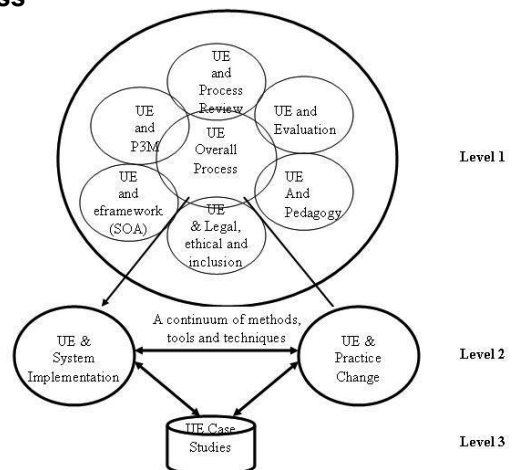 ss
UE
and
Process
Review
UE
and
P3M
UE and
Evaluation
UE
Overall
Process
UE
and
eframework
(SOA)
UE
And
Pedagogy
UE
& Legal,
ethical and
inclusion
Level 1
A continuum of methods,
tools and techniques
UE &
System
Implementation
UE &
Practice
Change
Level 2
UE Case
Studies
Level 3